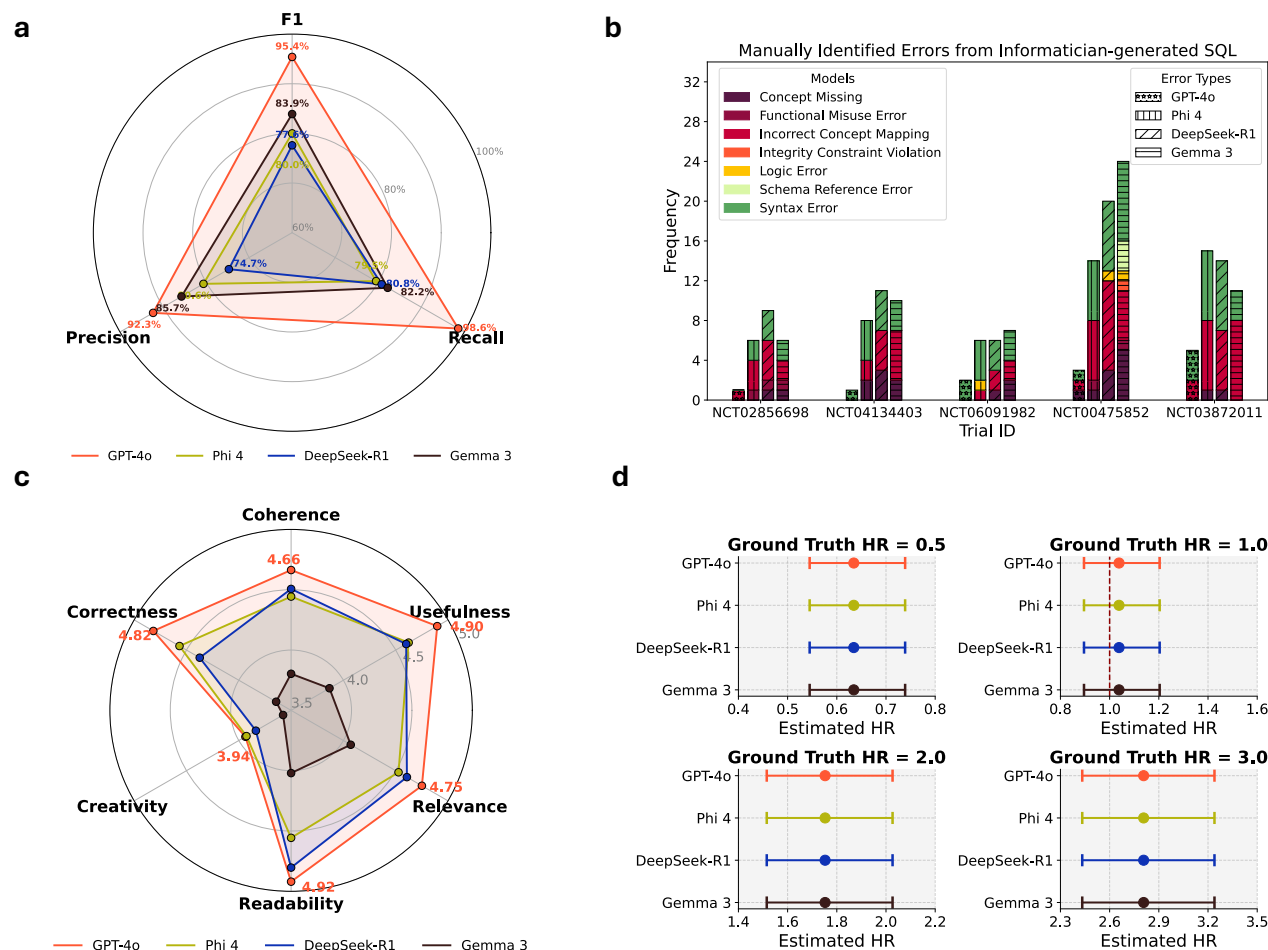 a
F1
95.4%
83.9%
77.6%
80.0%
60%
80%
100%
74.7%
79.5%
80.8%
82.2%
85.7%
92.3%
98.6%
Precision
Recall
GPT-4o
Phi 4
DeepSeek-R1
Gemma 3
b
Manually Identified Errors from Informatician-generated SQL
Models
Concept Missing
Functional Misuse Error
Incorrect Concept Mapping
Integrity Constraint Violation
Logic Error
Schema Reference Error
Syntax Error
Error Types
GPT-4o
Phi 4
DeepSeek-R1
Gemma 3
Frequency
32
28
24
20
16
12
8
4
0
NCT02856698
NCT04134403
NCT06091982
NCT00475852
NCT03872011
Trial ID
c
Coherence
4.66
Correctness
4.82
Usefulness
4.90
5.0
4.5
4.0
3.5
3.94
Creativity
4.75
Relevance
4.92
Readability
GPT-4o
Phi 4
DeepSeek-R1
Gemma 3
d
Ground Truth HR = 0.5
GPT-4o
Phi 4
DeepSeek-R1
Gemma 3
0.4 0.5 0.6 0.7 0.8
Estimated HR
Ground Truth HR = 1.0
GPT-4o
Phi 4
DeepSeek-R1
Gemma 3
0.8 1.0 1.2 1.4 1.6
Estimated HR
Ground Truth HR = 2.0
GPT-4o
Phi 4
DeepSeek-R1
Gemma 3
1.4 1.6 1.8 2.0 2.2
Estimated HR
Ground Truth HR = 3.0
GPT-4o
Phi 4
DeepSeek-R1
Gemma 3
2.3 2.6 2.9 3.2 3.5
Estimated HR